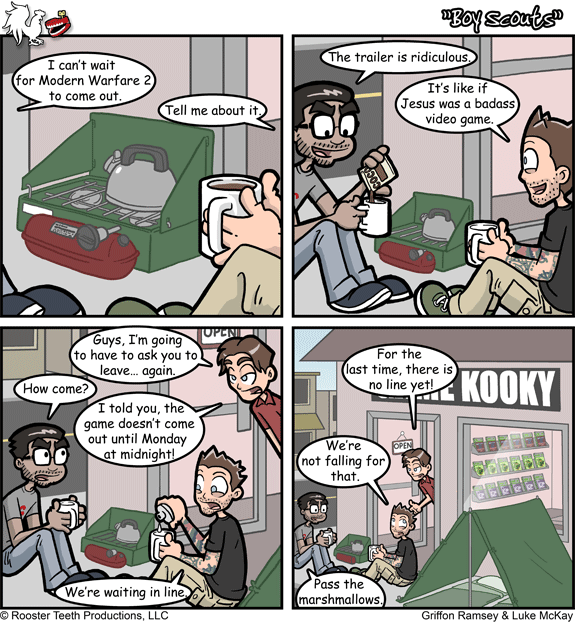 "Boy Scouts"
I can't wait
for Modern Warfare 2
to come out.
Tell me about it.
The trailer is ridiculous.
It's like if
Jesus was a badass
video game.
OPEN
Guys, I'm going
to have to ask you to
leave... again.
How come?
I told you, the
game doesn't come
out until Monday
at midnight!
We're waiting in line.
For the
last time, there is
no line yet!
KOOKY
We're
not falling for
that.
OPEN
Pass the
marshmallows.
© Rooster Teeth Productions, LLC
Griffon Ramsey & Luke McKay